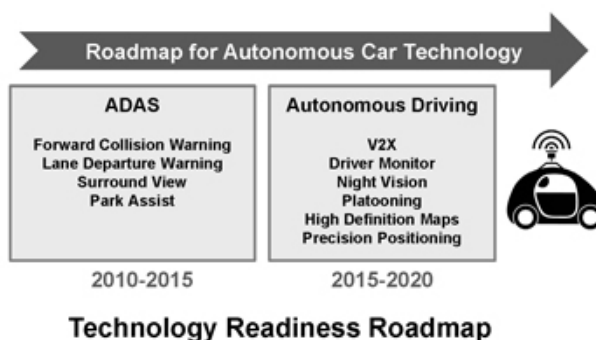 Roadmap for Autonomous Car Technology
ADAS
Forward Collision Warning
Lane Departure Warning
Surround View
Park Assist
2010-2015
Autonomous Driving
V2X
Driver Monitor
Night Vision
Platooning
High Definition Maps
Precision Positioning
2015-2020
Technology Readiness Roadmap